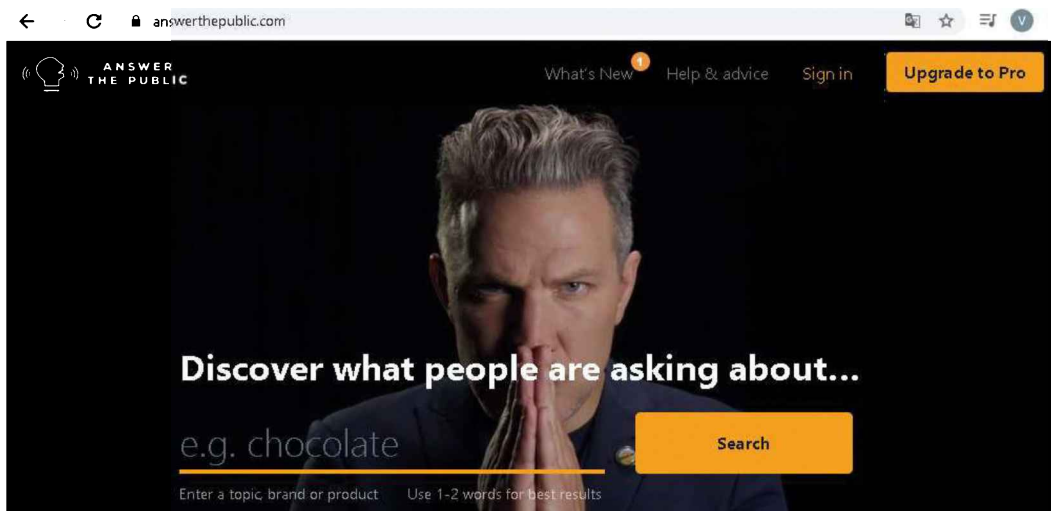 answerthepublic.com
ANSWER
THE PUBLIC
What's New 1 Help & advice Sign in Upgrade to Pro
Discover what people are asking about...
e.g. chocolate Search
Enter a topic, brand or product Use 1-2 words for best results
V